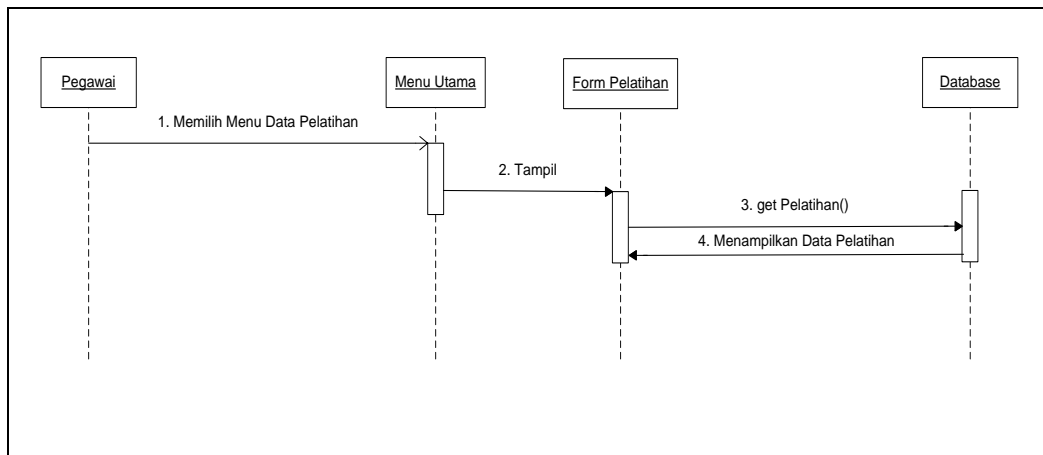 Pegawai
Menu Utama
Form Pelatihan
Database
1. Memilih Menu Data Pelatihan
2. Tampil
3. get Pelatihan()
4. Menampilkan Data Pelatihan